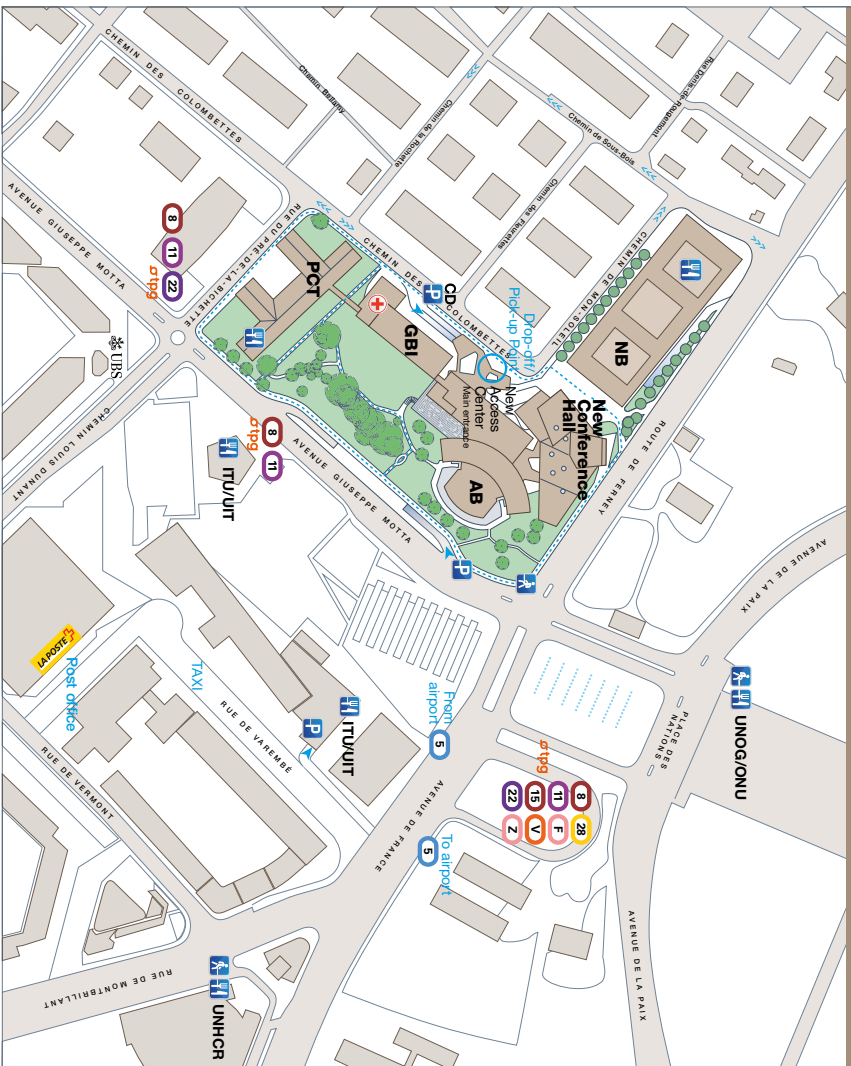 CHEMIN DES COLOMBETTES
Chemin Bellamy
Chemin de la Rochette
Rue Denis-de-Rougemont
Chemin de Sous-Bois
Chemin des Fleurettes
AVENUE GIUSEPPE MOTTA
8
11
22
tpg
RUE DU PRÉ-DE-LA-BICHETTE
CHEMIN DES COLOMBETTES
CHEMIN DE MON-SOLEIL
PCT
CD
P
GBI
Drop-off/
Pick-up Point
New
Access
Center
Main entrance
NB
New
Conference
Hall
AB
ROUTE DE FERNEY
UBS
CHEMIN LOUIS DUNANT
8
11
tpg
ITU/UIT
AVENUE GIUSEPPE MOTTA
P
AVENUE DE LA PAIX
UNOG/ONU
PLACE DES
NATIONS
LA POSTE
Post office
TAXI
RUE DE VAREMBÉ
P
ITU/UIT
From
airport
5
tpg
8
28
11
F
15
V
22
Z
To airport
5
AVENUE DE FRANCE
RUE DE VERMONT
AVENUE DE LA PAIX
RUE DE MONTBRILLANT
UNHCR